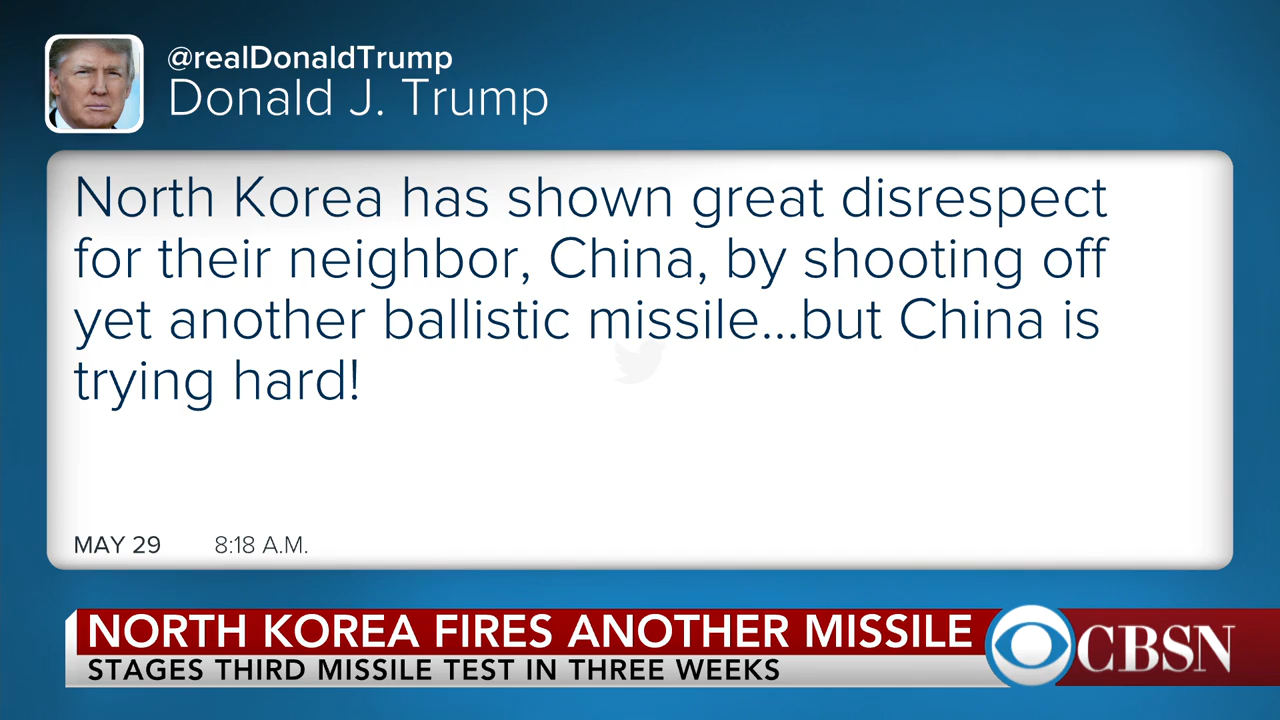 @realDonaldTrump
Donald J. Trump
North Korea has shown great disrespect
for their neighbor, China, by shooting off
yet another ballistic missile...but China is
trying hard!
MAY 29 8:18 A.M.
NORTH KOREA FIRES ANOTHER MISSILE
STAGES THIRD MISSILE TEST IN THREE WEEKS
CBSN